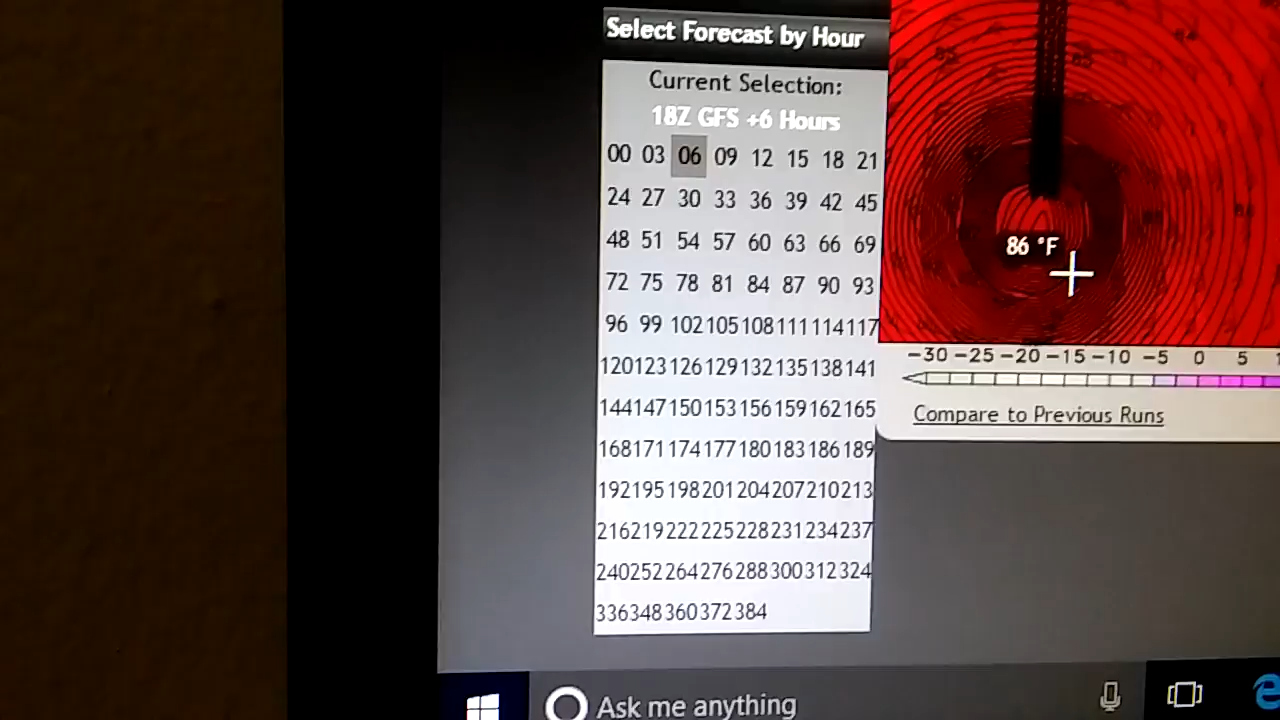 Select Forecast by Hour
Current Selection:
18Z GFS +6 Hours
00 03 06 09 12 15 18 21
24 27 30 33 36 39 42 45
48 51 54 57 60 63 66 69
72 75 78 81 84 87 90 93
96 99 102 105 108 111 114 117
120 123 126 129 132 135 138 141
144 147 150 153 156 159 162 165
168 171 174 177 180 183 186 189
192 195 198 201 204 207 210 213
216 219 222 225 228 231 234 237
240 252 264 276 288 300 312 324
336 348 360 372 384
86 °F
-30 -25 -20 -15 -10 -5 0 5
Compare to Previous Runs
Ask me anything